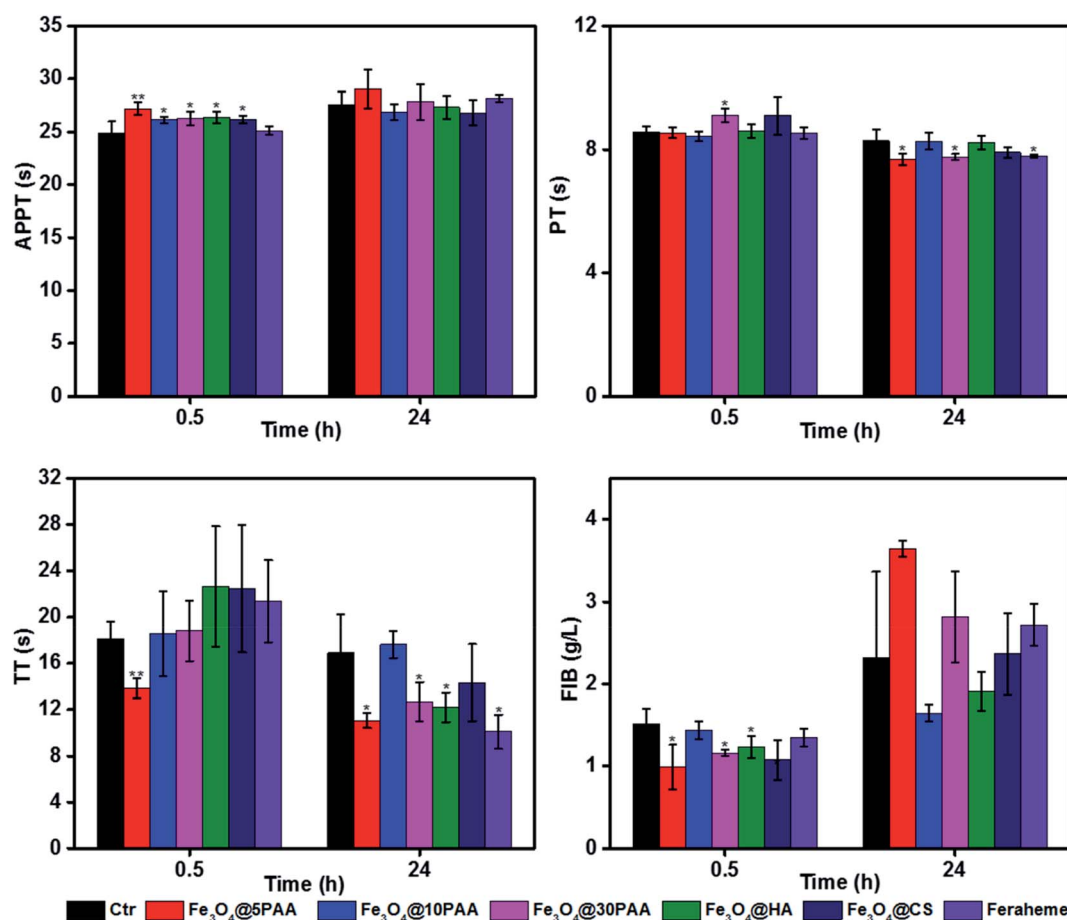 35
30
25
20
15
10
5
0
APPT (s)
** * * * *
0.5 24
Time (h)
12
8
4
0
PT (s)
* * * *
0.5 24
Time (h)
32
28
24
20
16
12
8
4
0
TT (s)
** * * * *
0.5 24
Time (h)
4
3
2
1
0
FIB (g/L)
* * *
0.5 24
Time (h)
Ctr Fe₃O₄@5PAA Fe₃O₄@10PAA Fe₃O₄@30PAA Fe₃O₄@HA Fe₃O₄@CS Feraheme